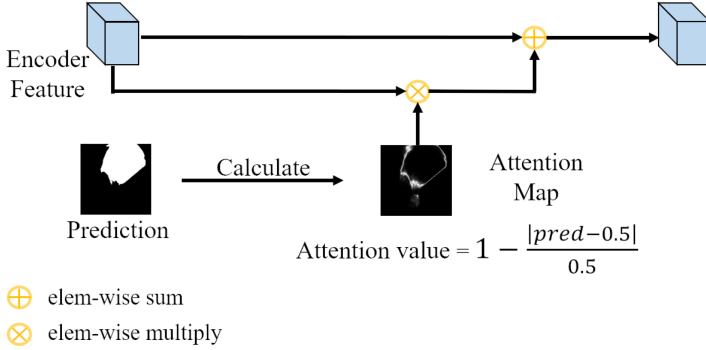 Encoder
Feature
Calculate
Attention
Map
Prediction
Attention value = 1 − |pred−0.5| / 0.5
elem-wise sum
elem-wise multiply